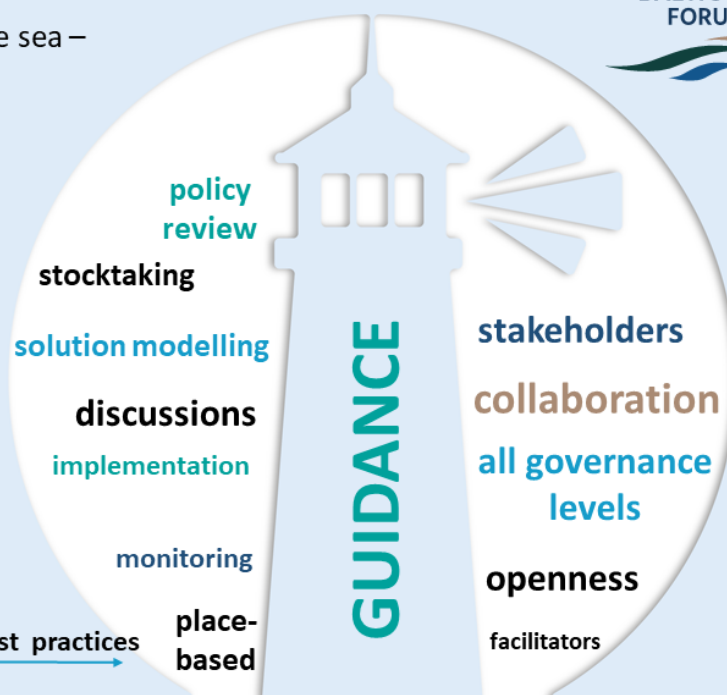 e sea –
FORU
policy
review
stocktaking
solution modelling
discussions
implementation
monitoring
place-
based
st practices
GUIDANCE
stakeholders
collaboration
all governance
levels
openness
facilitators